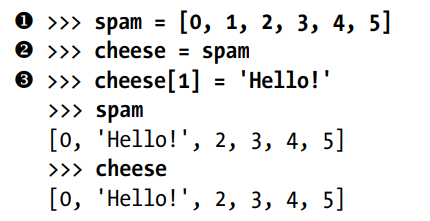 ❶ >>> spam = [0, 1, 2, 3, 4, 5]
❷ >>> cheese = spam
❸ >>> cheese[1] = 'Hello!'
>>> spam
[0, 'Hello!', 2, 3, 4, 5]
>>> cheese
[0, 'Hello!', 2, 3, 4, 5]